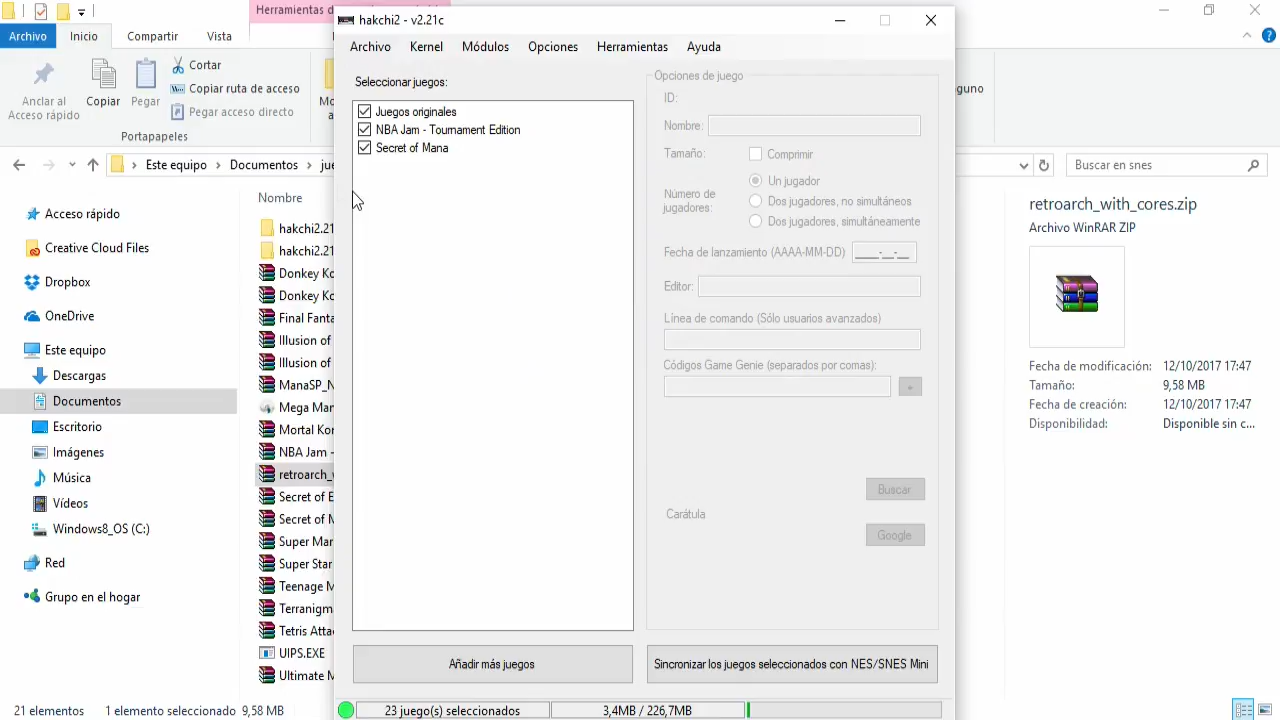 Herramientas d
hakchi2 - v2.21c
Archivo
Inicio
Compartir
Vista
Archivo
Kernel
Módulos
Opciones
Herramientas
Ayuda
Anclar al
Acceso rápido
Copiar
Pegar
Cortar
Copiar ruta de acceso
Pegar acceso directo
Mo
a
Portapapeles
guno
Este equipo
Documentos
jue
Buscar en snes
Acceso rápido
Creative Cloud Files
Dropbox
OneDrive
Este equipo
Descargas
Documentos
Escritorio
Imágenes
Música
Vídeos
Windows8_OS (C:)
Red
Grupo en el hogar
Nombre
hakchi2.21
hakchi2.21
Donkey Ko
Donkey Ko
Final Fanta
Illusion of
Illusion of
ManaSP_N
Mega Man
Mortal Kor
NBA Jam -
retroarch_w
Secret of E
Secret of M
Super Mar
Super Star
Teenage M
Terranigm
Tetris Attac
UIPS.EXE
Ultimate M
Seleccionar juegos:
Juegos originales
NBA Jam - Tournament Edition
Secret of Mana
Opciones de juego
ID:
Nombre:
Tamaño:
Comprimir
Número de
jugadores:
Un jugador
Dos jugadores, no simultáneos
Dos jugadores, simultáneamente
Fecha de lanzamiento (AAAA-MM-DD)
____-__-__
Editor:
Línea de comando (Sólo usuarios avanzados)
Códigos Game Genie (separados por comas):
+
Buscar
Carátula
Google
Añadir más juegos
Sincronzar los juegos seleccionados con NES/SNES Mini
23 juego(s) seleccionados
3,4MB / 226,7MB
retroarch_with_cores.zip
Archivo WinRAR ZIP
Fecha de modificación: 12/10/2017 17:47
Tamaño: 9,58 MB
Fecha de creación: 12/10/2017 17:47
Disponibilidad: Disponible sin c...
21 elementos
1 elemento seleccionado 9,58 MB